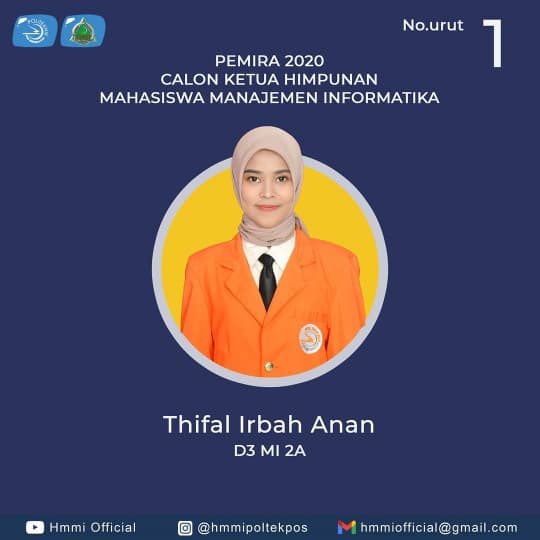 No.urut 1
PEMIRA 2020
CALON KETUA HIMPUNAN
MAHASISWA MANAJEMEN INFORMATIKA
Thifal Irbah Anan
D3 MI 2A
Hmmi Official
@hmmipoltekpos
hmmiofficial@gmail.com